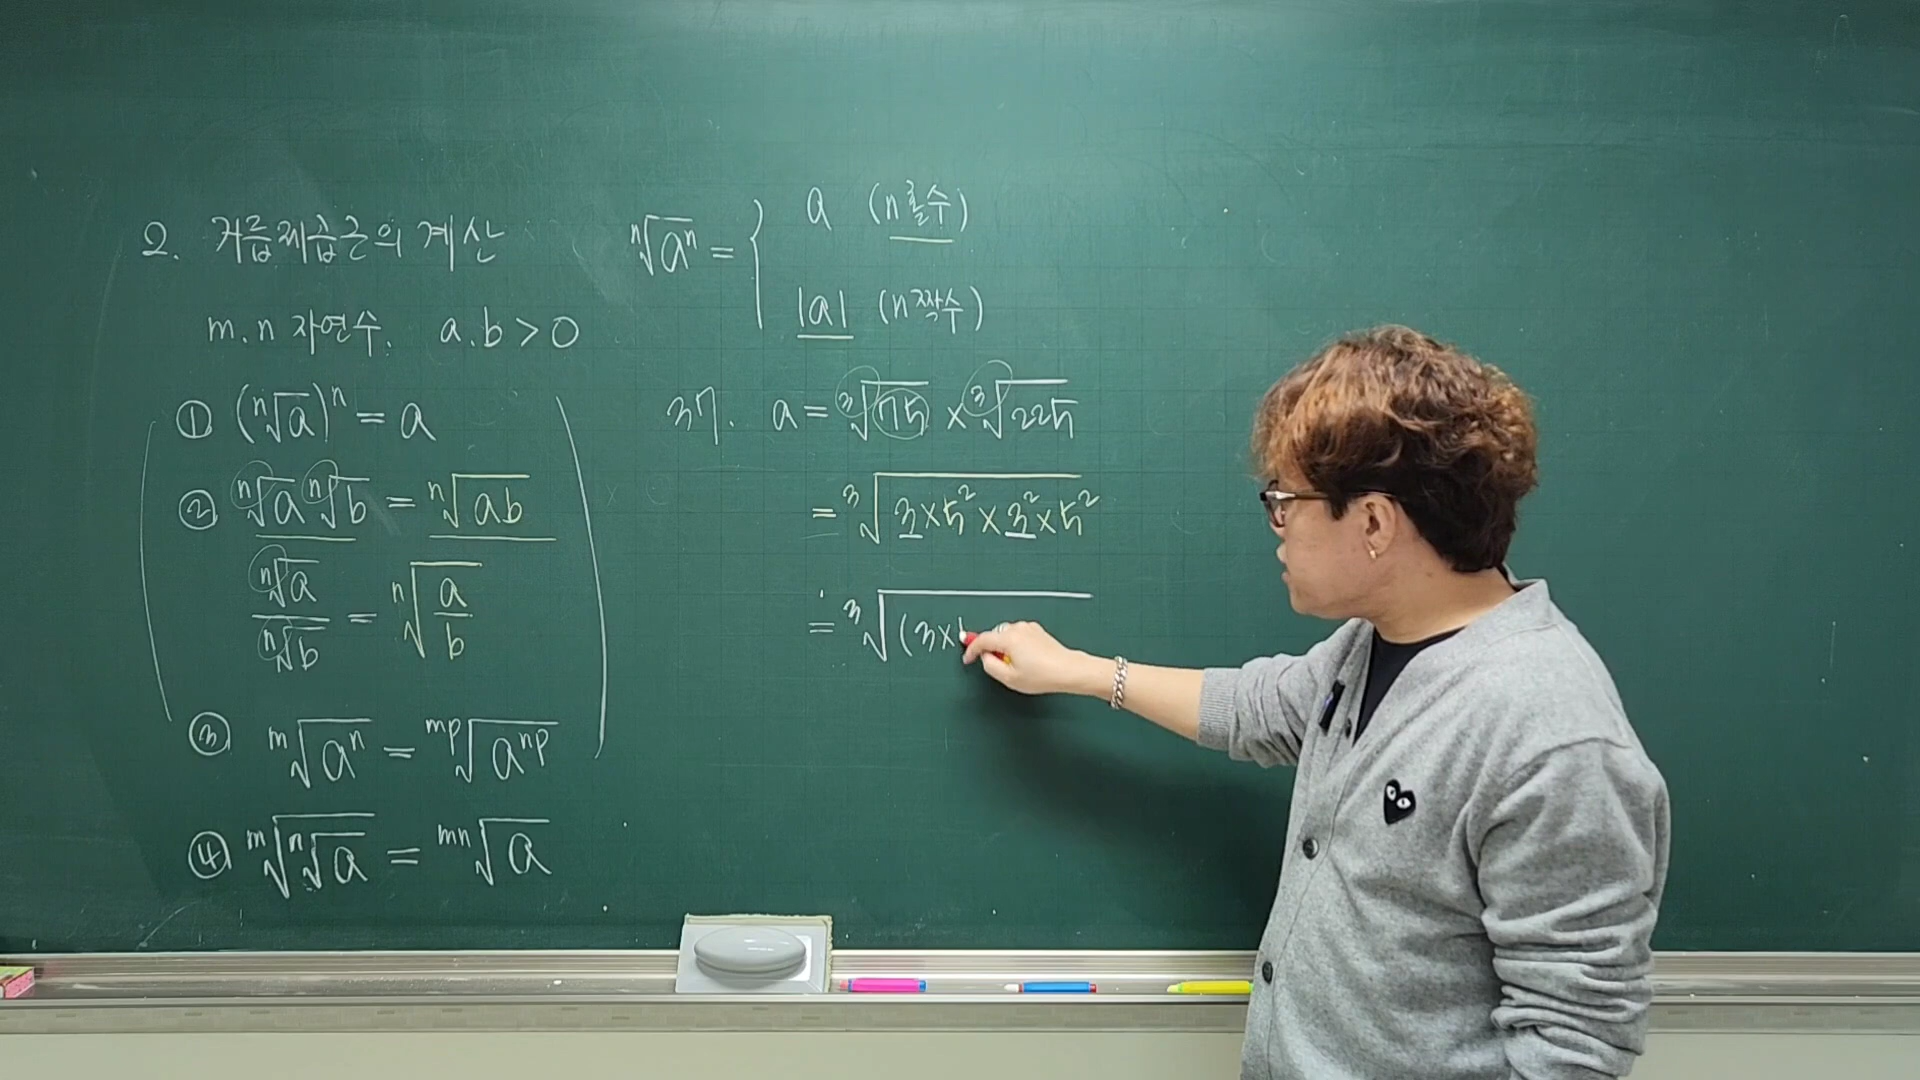 2. 거듭제곱근의 계산
m.n 자연수. a.b > 0
① (ⁿ√a)ⁿ = a
② ⁿ√a ⁿ√b = ⁿ√ab
ⁿ√a / ⁿ√b = ⁿ√(a/b)
③ ᵐ√aⁿ = ᵐᵖ√aⁿᵖ
④ ᵐ√ⁿ√a = ᵐⁿ√a
ⁿ√aⁿ = { a (n 홀수)
|a| (n 짝수)
37. a = ³√75 × ³√225
= ³√3×5²×3²×5²
= ³√(3×